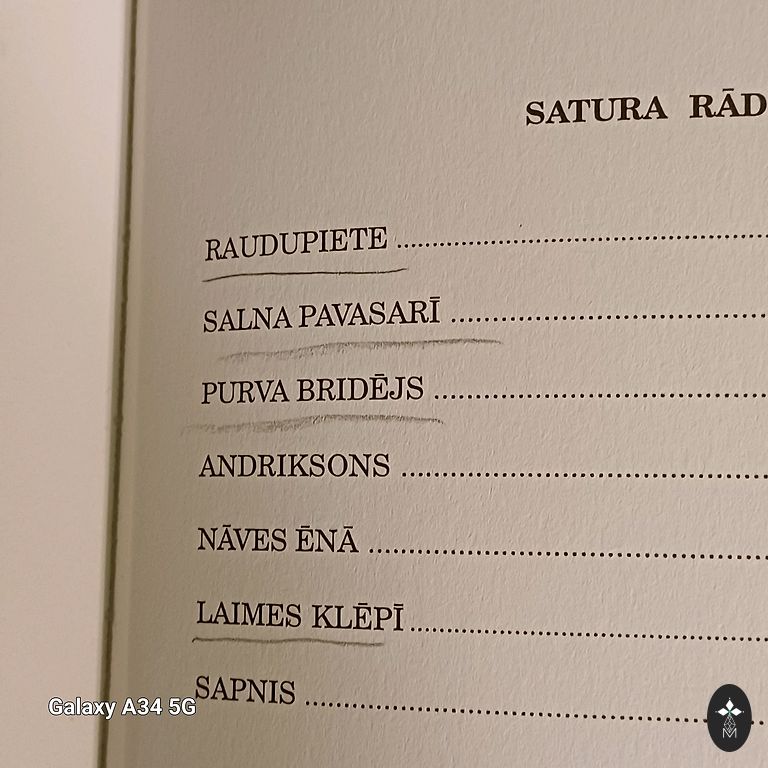 SATURA RĀD
RAUDUPIETE
SALNA PAVASARĪ
PURVA BRIDĒJS
ANDRIKSONS
NĀVES ĒNĀ
LAIMES KLĒPĪ
SAPNIS
Galaxy A34 5G
M